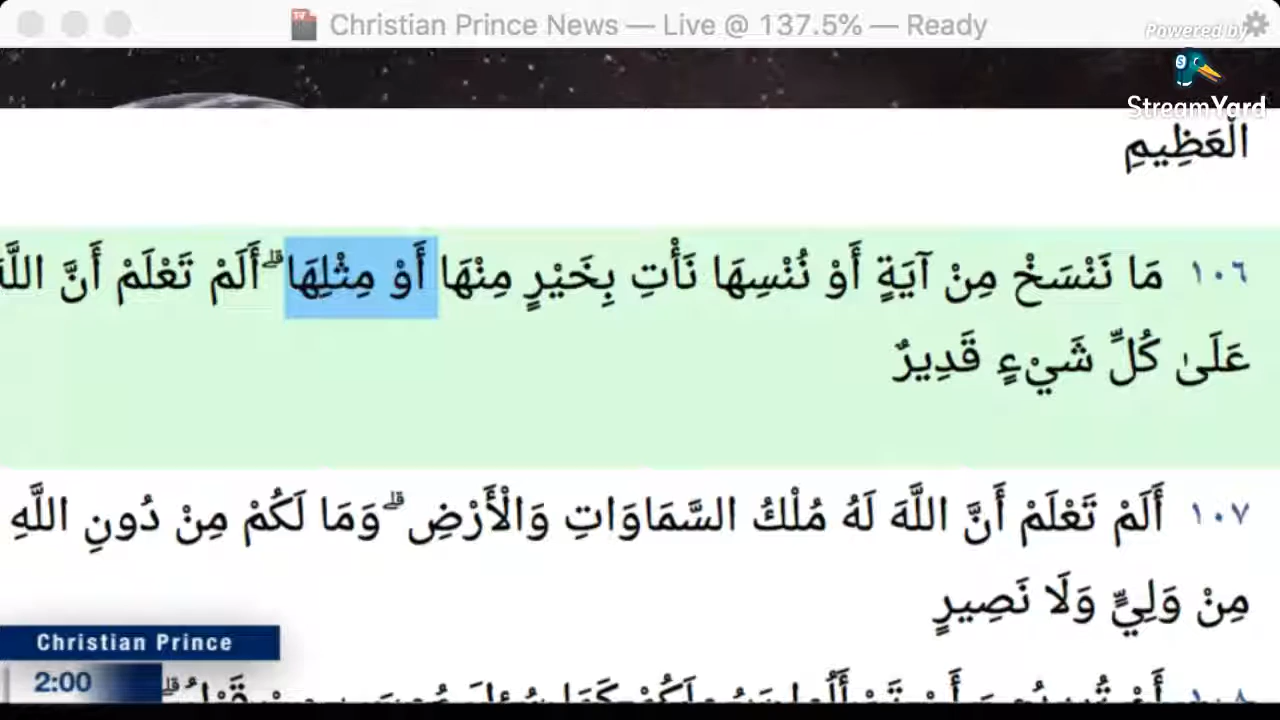 Christian Prince News — Live @ 137.5% — Ready
Powered by
StreamYard
الْعَظِيمِ
١٠٦ مَا نَنْسَخْ مِنْ آيَةٍ أَوْ نُنْسِهَا نَأْتِ بِخَيْرٍ مِنْهَا أَوْ مِثْلِهَا ۗ أَلَمْ تَعْلَمْ أَنَّ
عَلَىٰ كُلِّ شَيْءٍ قَدِيرٌ
١٠٧ أَلَمْ تَعْلَمْ أَنَّ اللَّهَ لَهُ مُلْكُ السَّمَاوَاتِ وَالْأَرْضِ ۗ وَمَا لَكُمْ مِنْ دُونِ اللَّهِ
مِنْ وَلِيٍّ وَلَا نَصِيرٍ
Christian Prince
2:00